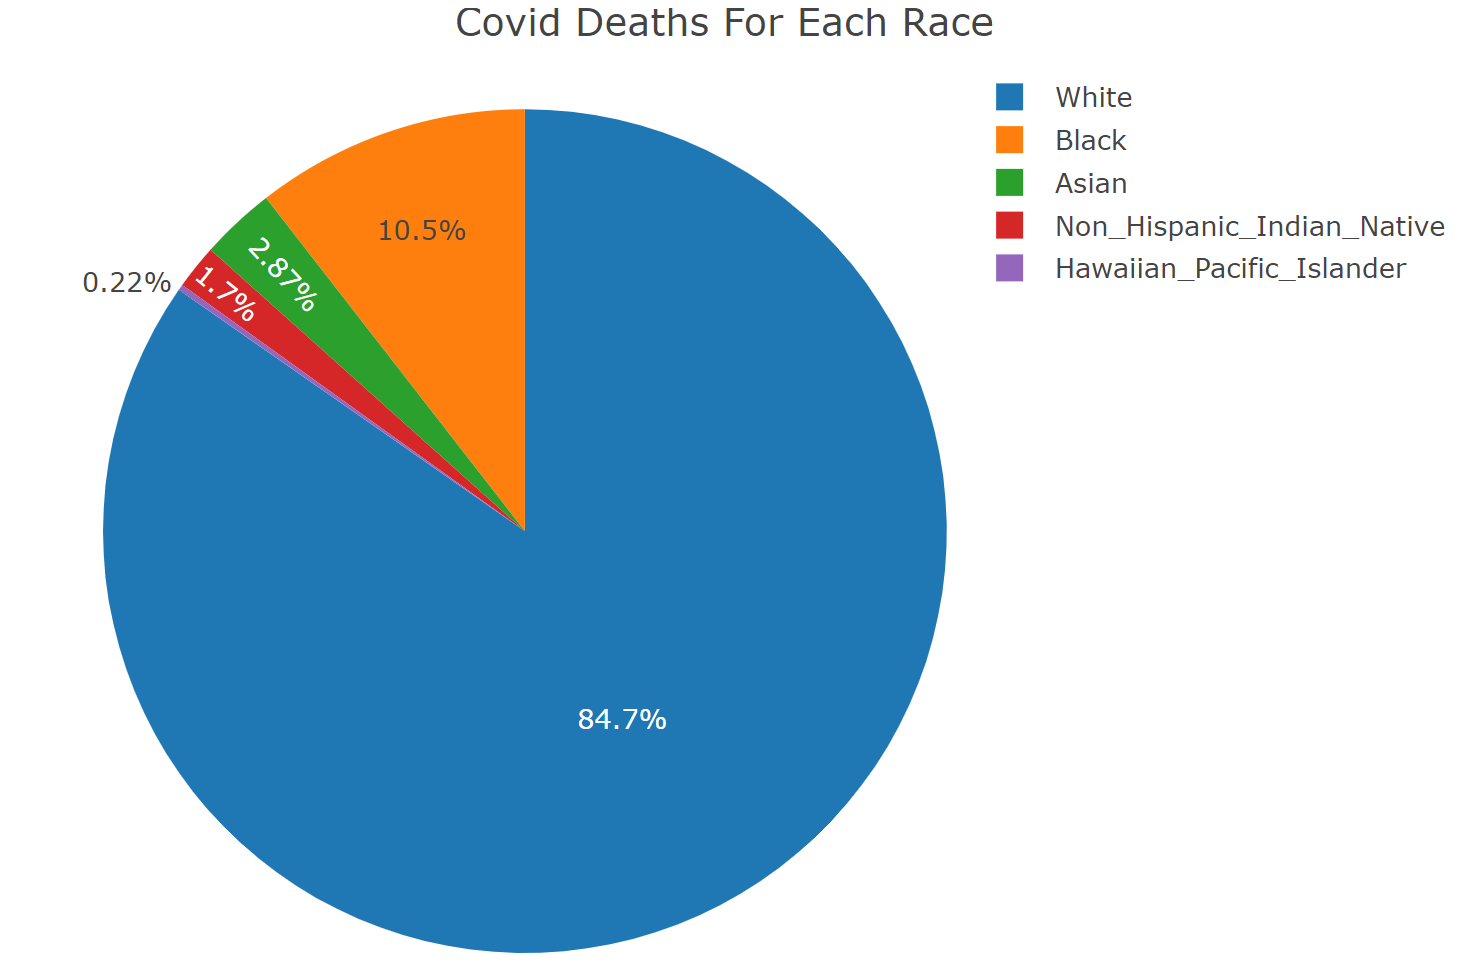 Covid Deaths For Each Race
White
Black
Asian
Non_Hispanic_Indian_Native
Hawaiian_Pacific_Islander
10.5%
2.87%
1.7%
0.22%
84.7%